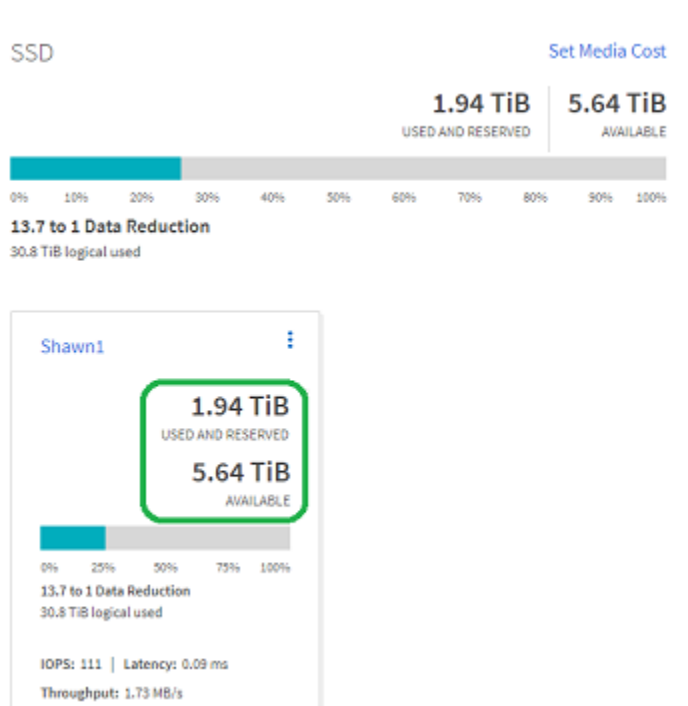 SSD
Set Media Cost
1.94 TiB 5.64 TiB
USED AND RESERVED AVAILABLE
0% 10% 20% 30% 40% 50% 60% 70% 80% 90% 100%
13.7 to 1 Data Reduction
30.8 TiB logical used
Shawn1
1.94 TiB
USED AND RESERVED
5.64 TiB
AVAILABLE
0% 25% 50% 75% 100%
13.7 to 1 Data Reduction
30.8 TiB logical used
IOPS: 111 | Latency: 0.09 ms
Throughput: 1.73 MB/s